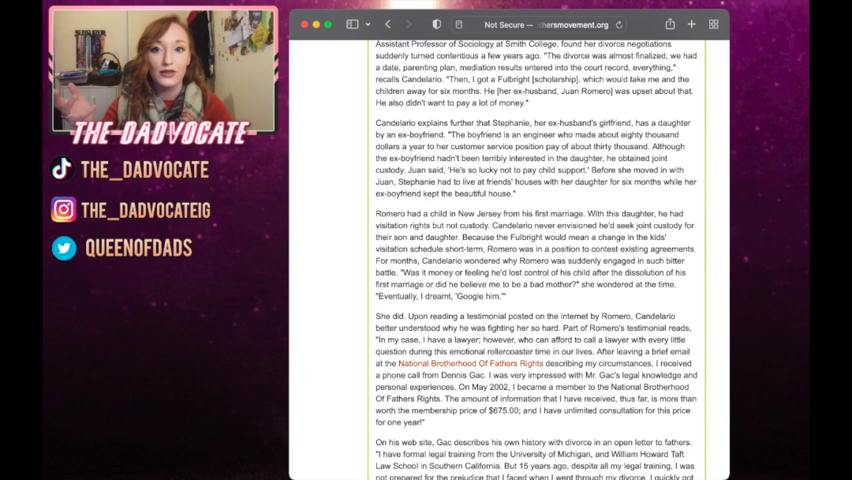 THE DADVOCATE
THE__DADVOCATE
THE_DADVOCATEIG
QUEENOFDADS
Not Secure — hersmovement.org
Assistant Professor of Sociology at Smith College, found her divorce negotiations
suddenly turned contentious a few years ago. "The divorce was almost finalized, we had
a date, parenting plan, mediation results entered into the court record, everything,"
recalls Candelario. "Then, I got a Fulbright [scholarship], which would take me and the
children away for six months. He [her ex-husband, Juan Romero] was upset about that.
He also didn't want to pay a lot of money."
Candelario explains further that Stephanie, her ex-husband's girlfriend, has a daughter
by an ex-boyfriend. "The boyfriend is an engineer who made about eighty thousand
dollars a year to her customer service position pay of about thirty thousand. Although
the ex-boyfriend hadn't been terribly interested in the daughter, he obtained joint
custody. Juan said, 'He's so lucky not to pay child support.' Before she moved in with
Juan, Stephanie had to live at friends' houses with her daughter for six months while her
ex-boyfriend kept the beautiful house."
Romero had a child in New Jersey from his first marriage. With this daughter, he had
visitation rights but not custody. Candelario never envisioned he'd seek joint custody for
their son and daughter. Because the Fulbright would mean a change in the kids'
visitation schedule short-term, Romero was in a position to contest existing agreements.
For months, Candelario wondered why Romero was suddenly engaged in such bitter
battle. "Was it money or feeling he'd lost control of his child after the dissolution of his
first marriage or did he believe me to be a bad mother?" she wondered at the time.
"Eventually, I dreamt, 'Google him.'"
She did. Upon reading a testimonial posted on the internet by Romero, Candelario
better understood why he was fighting her so hard. Part of Romero's testimonial reads,
"In my case, I have a lawyer; however, who can afford to call a lawyer with every little
question during this emotional rollercoaster time in our lives. After leaving a brief email
at the National Brotherhood Of Fathers Rights describing my circumstances, I received
a phone call from Dennis Gac. I was very impressed with Mr. Gac's legal knowledge and
personal experiences. On May 2002, I became a member to the National Brotherhood
Of Fathers Rights. The amount of information that I have received, thus far, is more than
worth the membership price of $675.00; and I have unlimited consultation for this price
for one year!"
On his web site, Gac describes his own history with divorce in an open letter to fathers.
"I have formal legal training from the University of Michigan, and William Howard Taft
Law School in Southern California. But 15 years ago, despite all my legal training, I was
not prepared for the prejudice that I faced when I went through my divorce. I quickly got